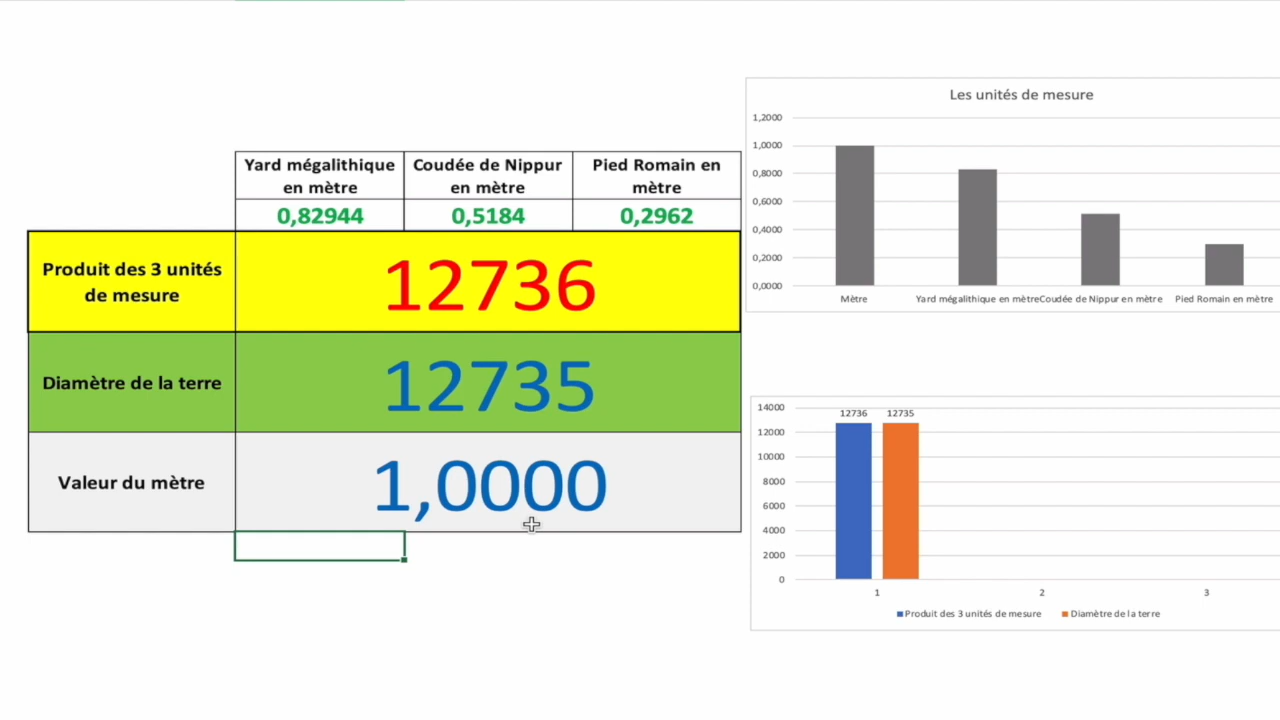 Yard mégalithique
en mètre
Coudée de Nippur
en mètre
Pied Romain en
mètre
0,82944
0,5184
0,2962
Produit des 3 unités
de mesure
12736
Diamètre de la terre
12735
Valeur du mètre
1,0000
Les unités de mesure
1,2000
1,0000
0,8000
0,6000
0,4000
0,2000
0,0000
Mètre
Yard mégalithique en mètre
Coudée de Nippur en mètre
Pied Romain en mètre
14000
12000
10000
8000
6000
4000
2000
0
12736
12735
1
2
3
Produit des 3 unités de mesure
Diamètre de la terre